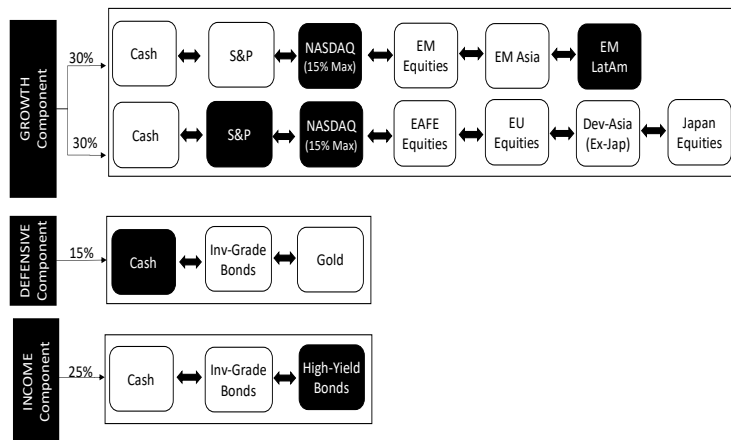 GROWTH
Component
30%
Cash
S&P
NASDAQ
(15% Max)
EM
Equities
EM Asia
EM
LatAm
30%
Cash
S&P
NASDAQ
(15% Max)
EAFE
Equities
EU
Equities
Dev-Asia
(Ex-Jap)
Japan
Equities
DEFENSIVE
Component
15%
Cash
Inv-Grade
Bonds
Gold
INCOME
Component
25%
Cash
Inv-Grade
Bonds
High-Yield
Bonds